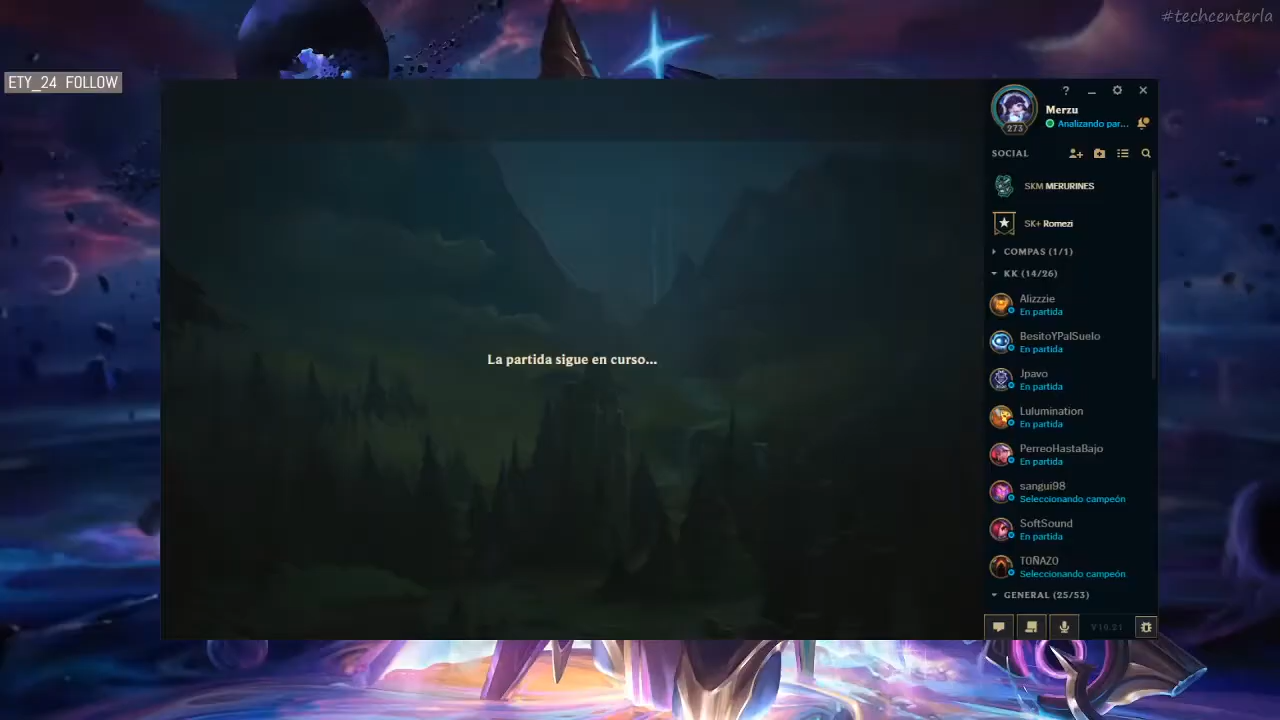 #techcenterla
ETY_24 FOLLOW
?
273
Merzu
Analizando par...
SOCIAL
SKM MERURINES
SK+ Romezi
COMPAS (1/1)
KK (14/26)
Alizzzie
En partida
BesitoYPalSuelo
En partida
Jpavo
En partida
Lulumination
En partida
PerreoHastaBajo
En partida
sangui98
Seleccionando campeón
SoftSound
En partida
TOÑAZO
Seleccionando campeón
GENERAL (25/53)
V10.21
La partida sigue en curso...